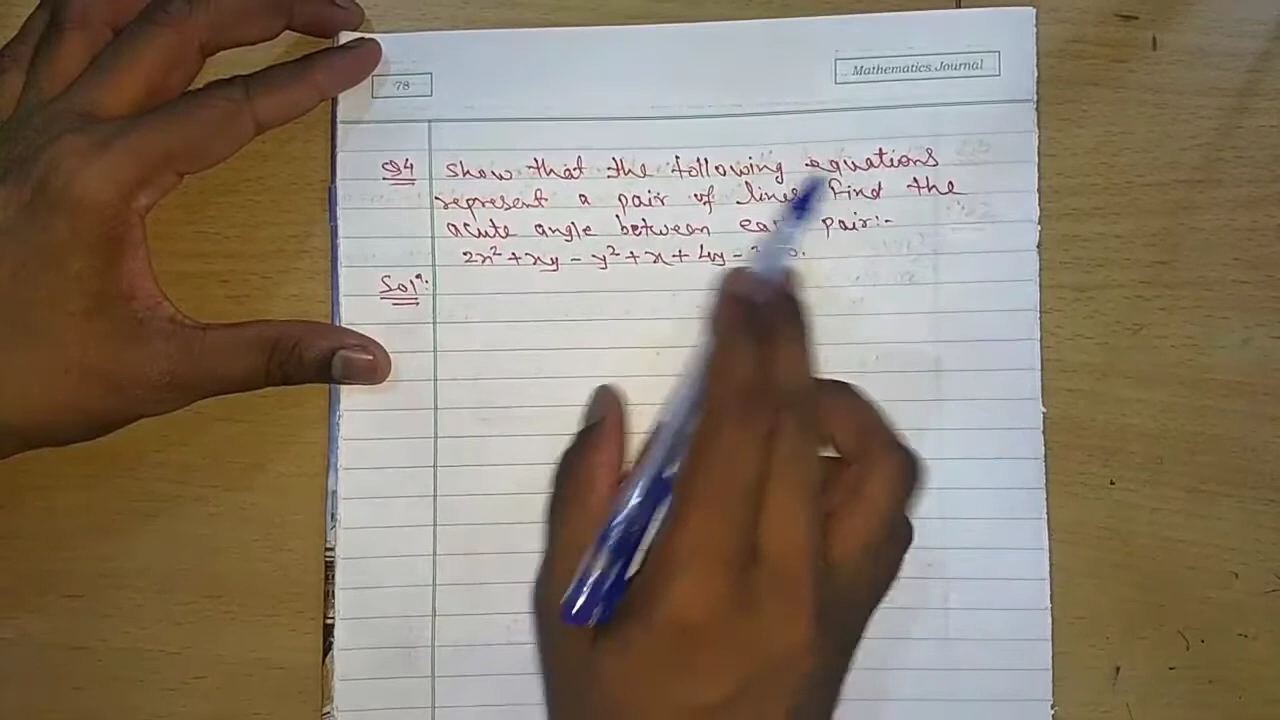 78
Mathematics Journal
Q4 Show that the following equations
represent a pair of lines find the
acute angle between pair:-
2x² + xy - y² + x + 4y -
Solⁿ: